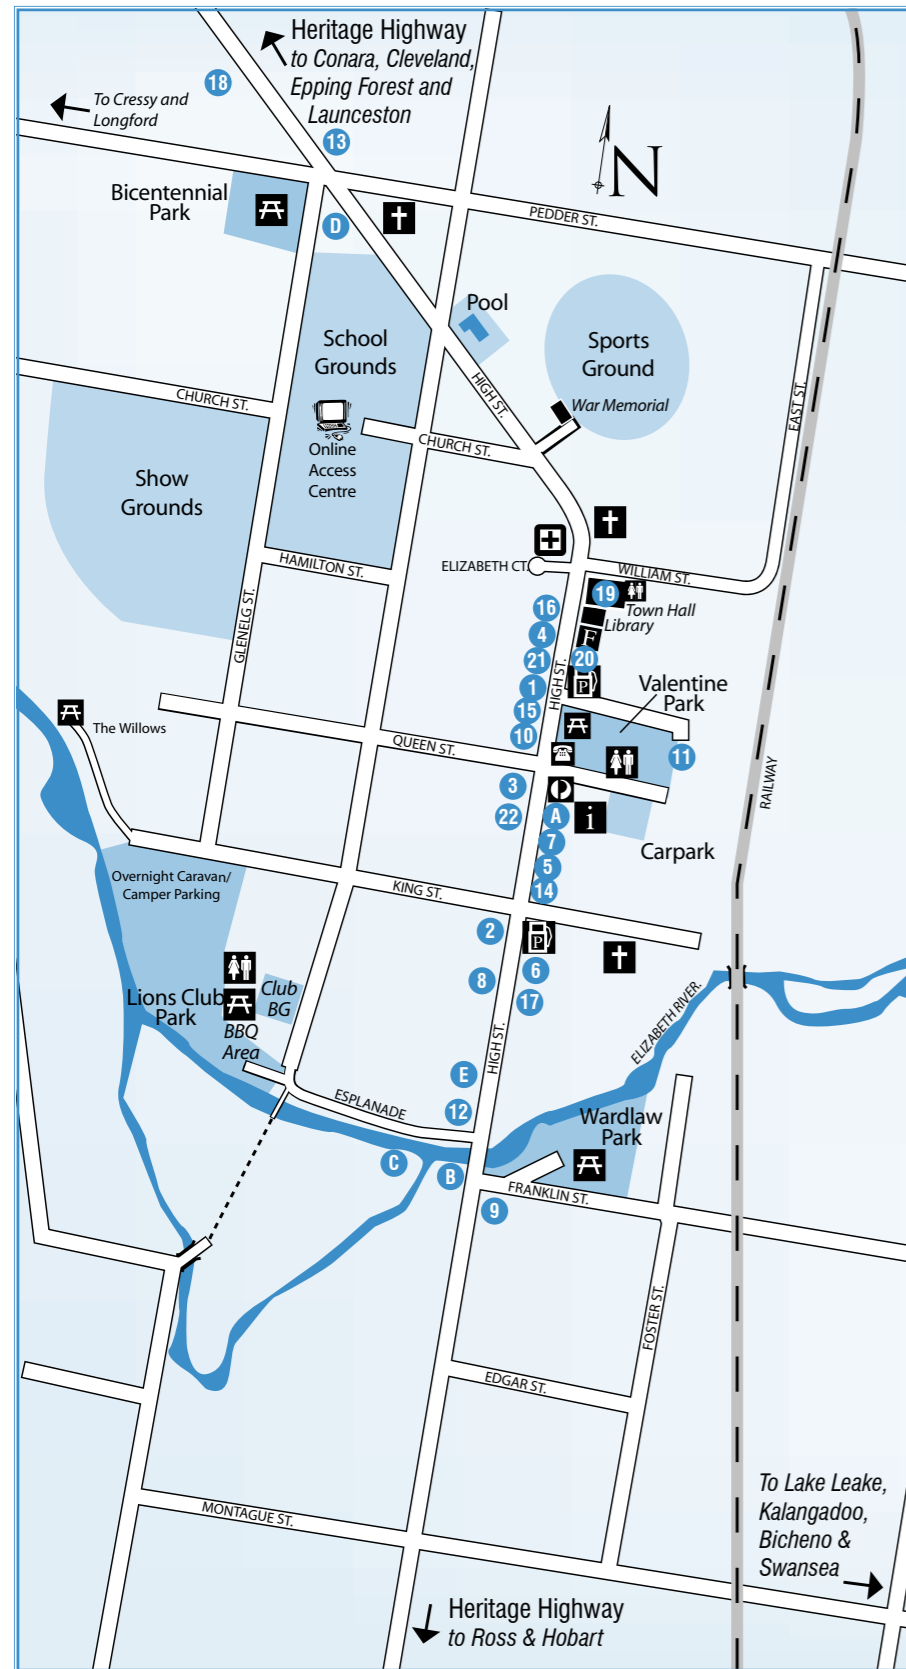 Heritage Highway
to Conara, Cleveland,
Epping Forest and
Launceston
18
To Cressy and
Longford
13
N
Bicentennial
Park
D
PEDDER ST.
Pool
School
Grounds
Sports
Ground
HIGH ST.
War Memorial
EAST ST.
CHURCH ST.
CHURCH ST.
Online
Access
Centre
Show
Grounds
ELIZABETH CT.
WILLIAM ST.
HAMILTON ST.
19
16
Town Hall
Library
4
E
GLENELG ST.
21
20
HIGH ST.
1
P
Valentine
Park
15
The Willows
10
QUEEN ST.
11
RAILWAY
3
22
A
i
7
Carpark
5
Overnight Caravan/
Camper Parking
KING ST.
14
2
P
6
8
Lions Club
Park
Club
BG
17
ELIZABETH RIVER.
BBQ
Area
HIGH ST.
E
ESPLANADE
12
Wardlaw
Park
C
B
FRANKLIN ST.
9
FOSTER ST.
EDGAR ST.
To Lake Leake,
Kalangadoo,
Bicheno &
Swansea
MONTAGUE ST.
Heritage Highway
to Ross & Hobart